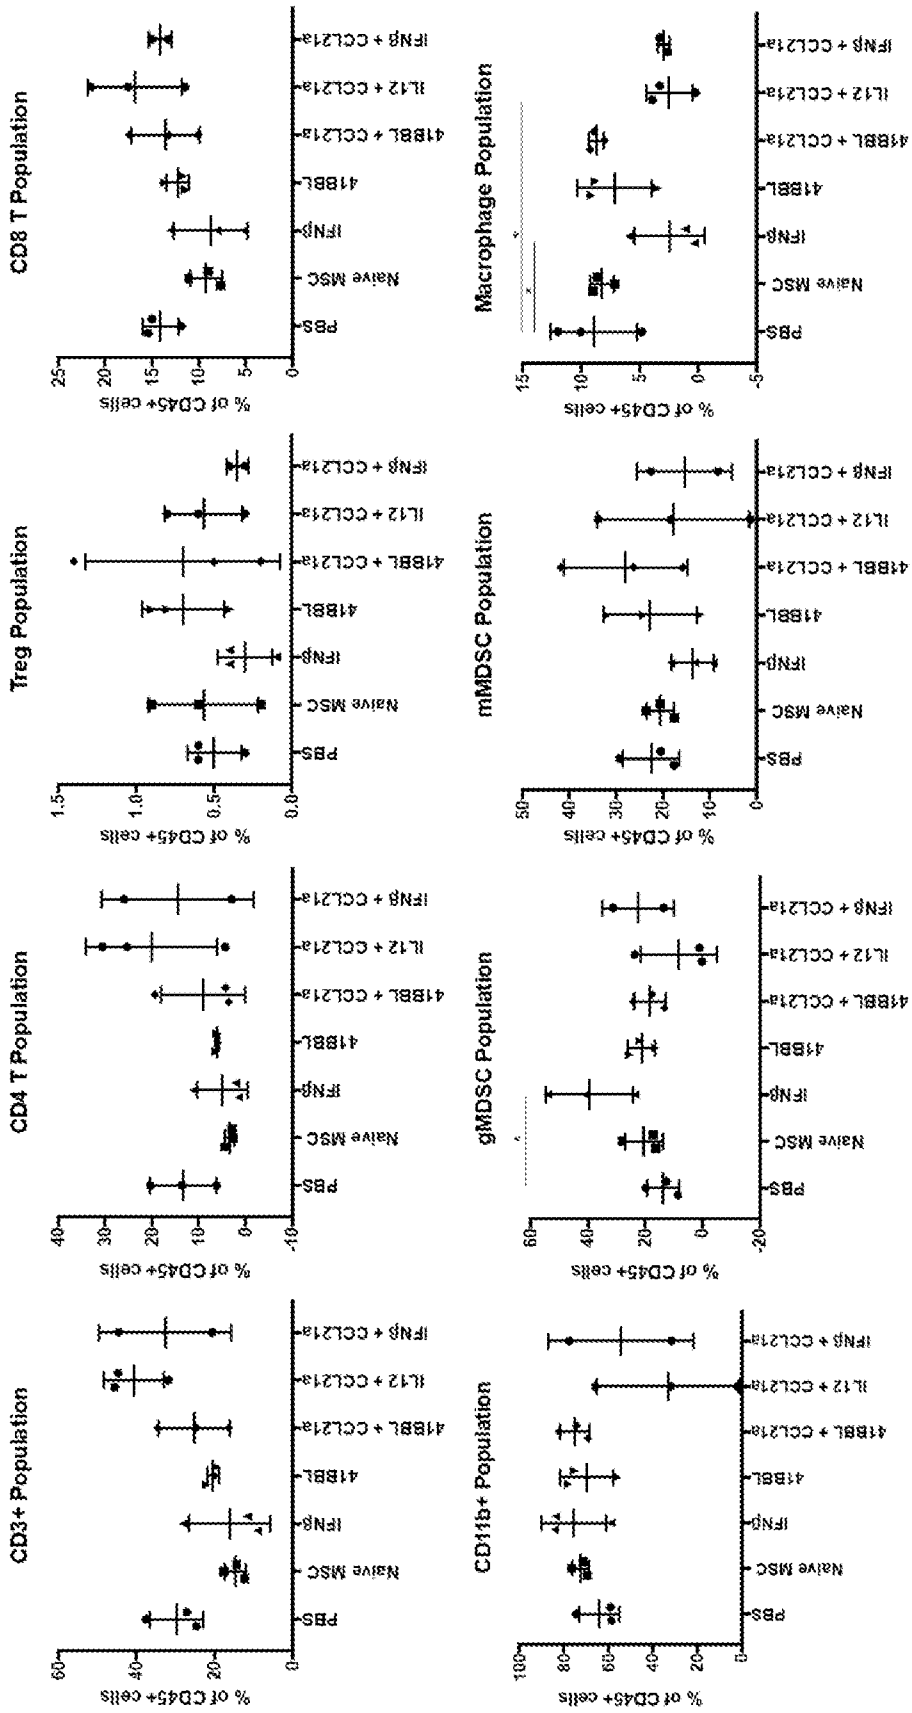 CD3+ Population
% of CD45+ cells
60
40
20
0
PBS
Naive MSC
IFNβ
41BBL
41BBL + CCL21a
IL12 + CCL21a
IFNβ + CCL21a
CD4 T Population
% of CD45+ cells
40
30
20
10
0
-10
PBS
Naive MSC
IFNβ
41BBL
41BBL + CCL21a
IL12 + CCL21a
IFNβ + CCL21a
Treg Population
% of CD45+ cells
1.5
1.0
0.5
0.0
PBS
Naive MSC
IFNβ
41BBL
41BBL + CCL21a
IL12 + CCL21a
IFNβ + CCL21a
CD8 T Population
% of CD45+ cells
25
20
15
10
5
0
PBS
Naive MSC
IFNβ
41BBL
41BBL + CCL21a
IL12 + CCL21a
IFNβ + CCL21a
CD11b+ Population
% of CD45+ cells
100
80
60
40
20
0
PBS
Naive MSC
IFNβ
41BBL
41BBL + CCL21a
IL12 + CCL21a
IFNβ + CCL21a
gMDSC Population
*
% of CD45+ cells
60
40
20
0
-20
PBS
Naive MSC
IFNβ
41BBL
41BBL + CCL21a
IL12 + CCL21a
IFNβ + CCL21a
mMDSC Population
% of CD45+ cells
50
40
30
20
10
0
PBS
Naive MSC
IFNβ
41BBL
41BBL + CCL21a
IL12 + CCL21a
IFNβ + CCL21a
Macrophage Population
*
*
% of CD45+ cells
15
10
5
0
-5
PBS
Naive MSC
IFNβ
41BBL
41BBL + CCL21a
IL12 + CCL21a
IFNβ + CCL21a